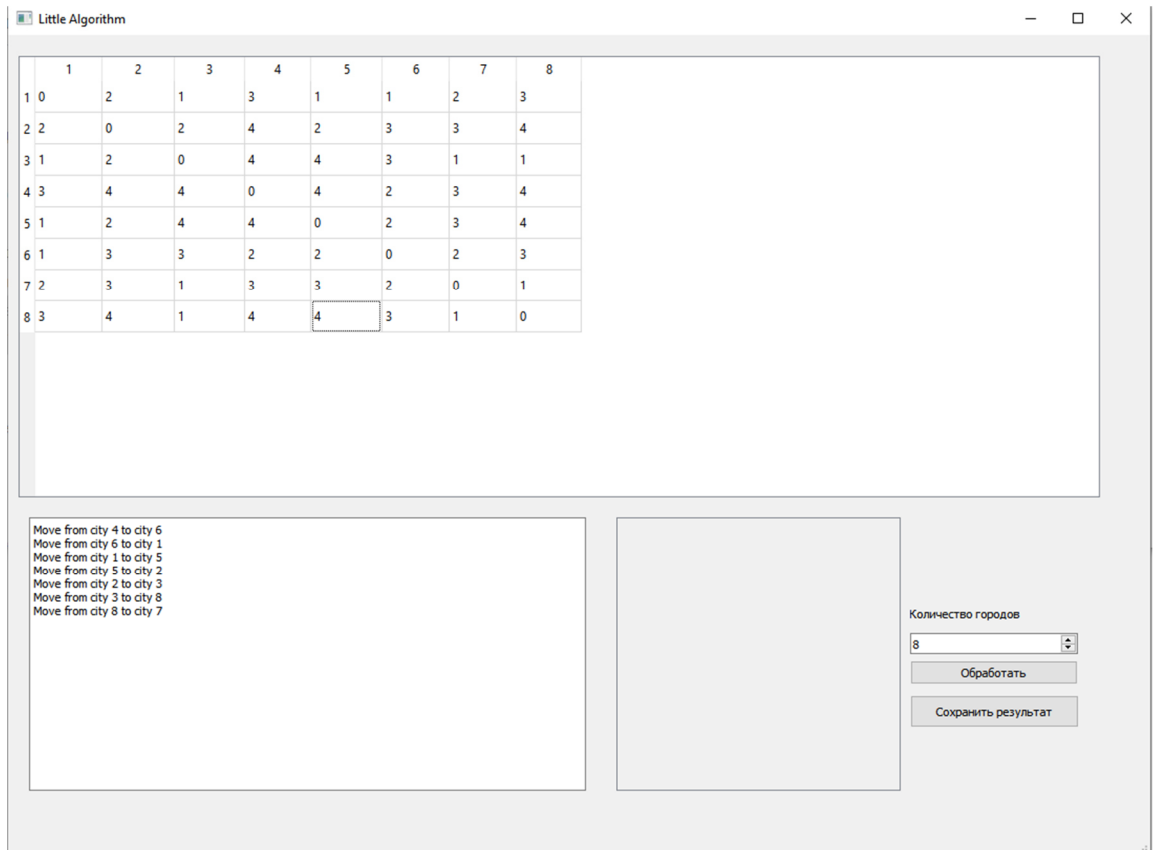 Little Algorithm
1 2 3 4 5 6 7 8
1 0 2 1 3 1 1 2 3
2 2 0 2 4 2 3 3 4
3 1 2 0 4 4 3 1 1
4 3 4 4 0 4 2 3 4
5 1 2 4 4 0 2 3 4
6 1 3 3 2 2 0 2 3
7 2 3 1 3 3 2 0 1
8 3 4 1 4 4 3 1 0
Move from city 4 to city 6
Move from city 6 to city 1
Move from city 1 to city 5
Move from city 5 to city 2
Move from city 2 to city 3
Move from city 3 to city 8
Move from city 8 to city 7
Количество городов
8
Обработать
Сохранить результат